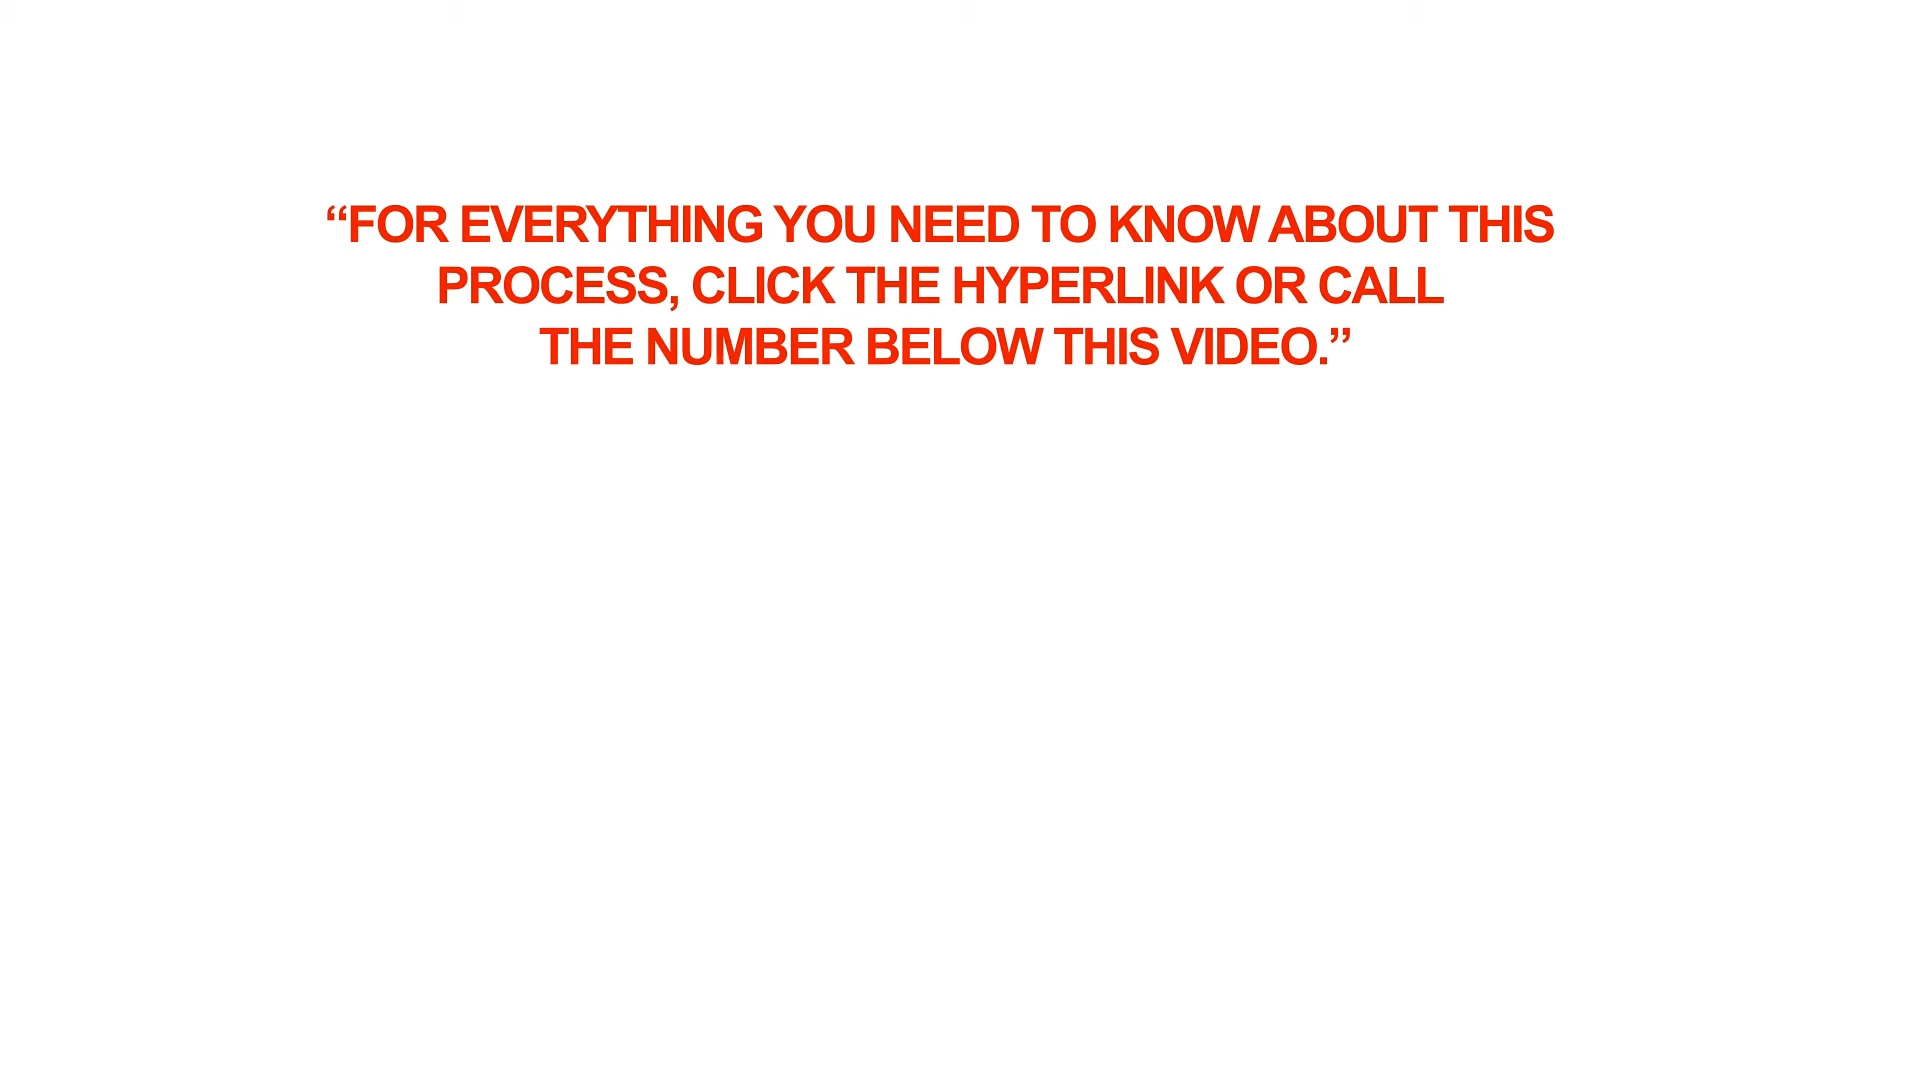 “FOR EVERYTHING YOU NEED TO KNOW ABOUT THIS
PROCESS, CLICK THE HYPERLINK OR CALL
THE NUMBER BELOW THIS VIDEO.”